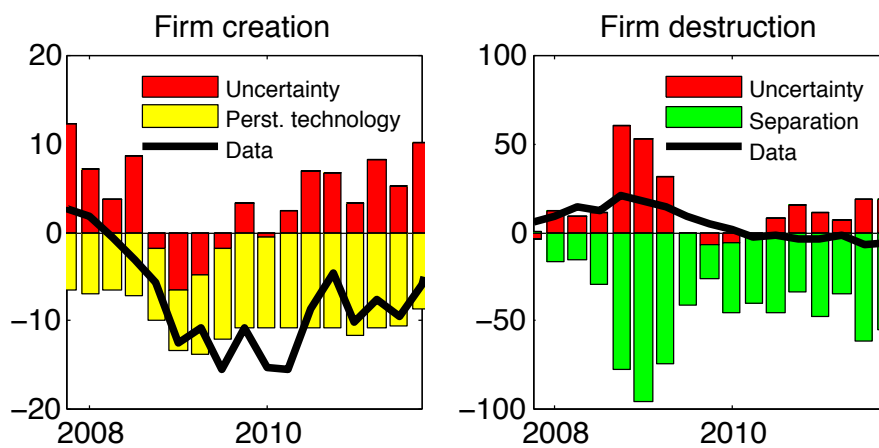 Firm creation
20
10
0
−10
−20
2008
2010
Uncertainty
Perst. technology
Data
Firm destruction
100
50
0
−50
−100
2008
2010
Uncertainty
Separation
Data